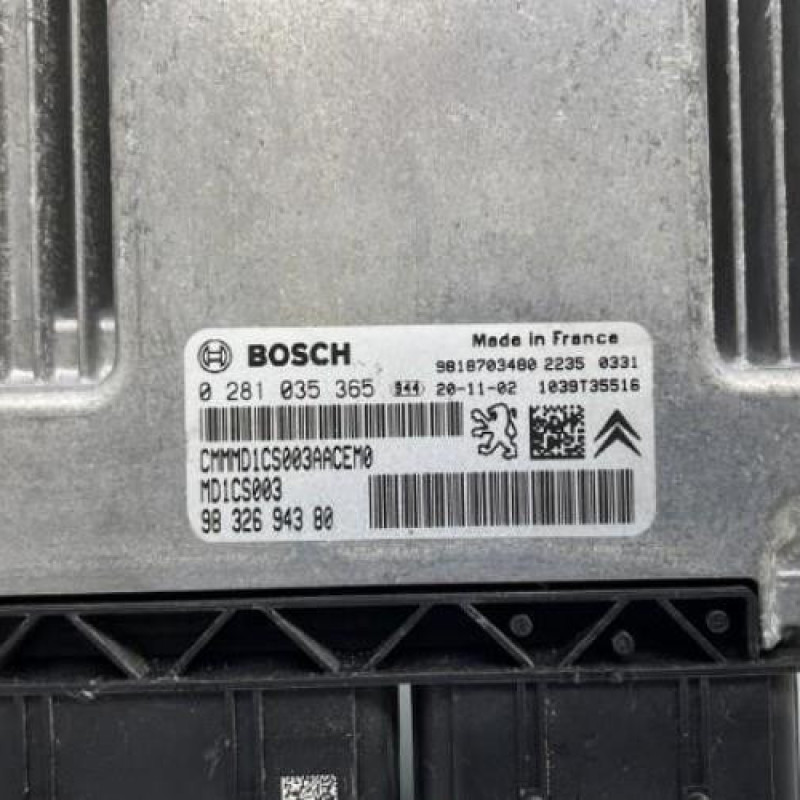 BOSCH Made in France
9818703480 2235 0331
0 281 035 365 944 20-11-02 1039T35516
CMMMD1CS003AACEM0
MD1CS003
98 326 943 80